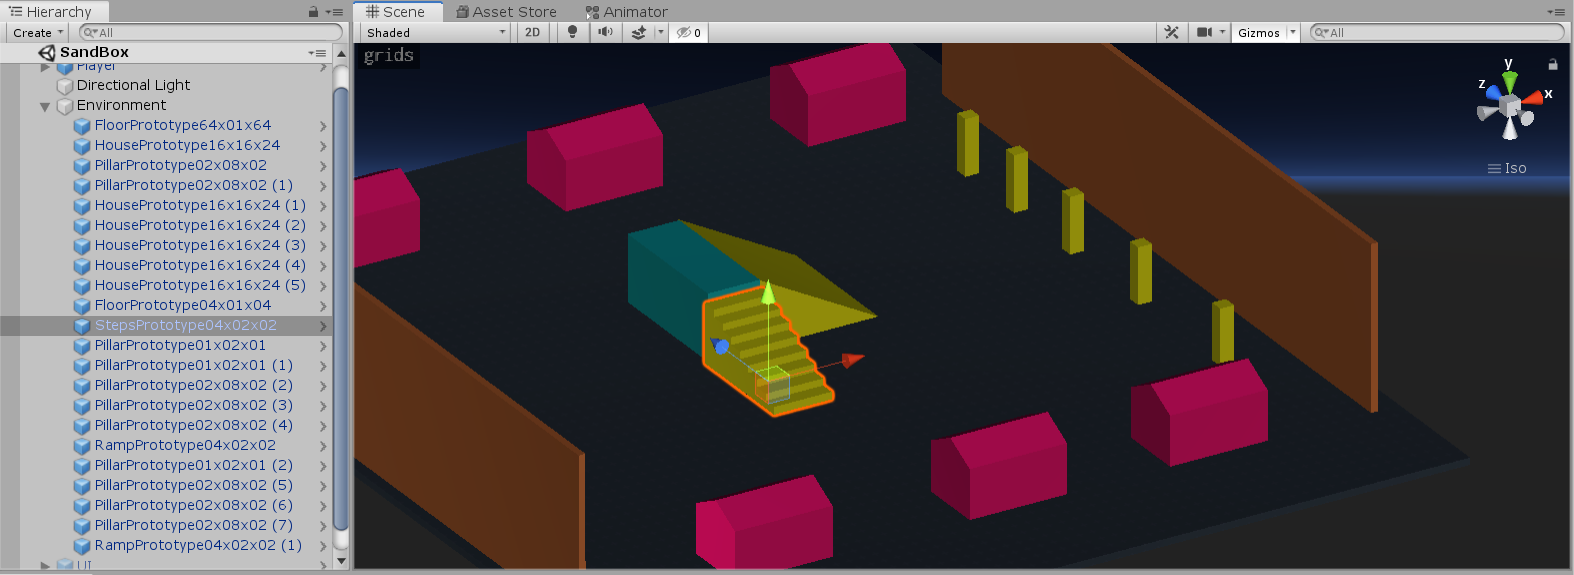 Hierarchy
Create
All
SandBox
Player
Directional Light
Environment
FloorPrototype64x01x64
HousePrototype16x16x24
PillarPrototype02x08x02
PillarPrototype02x08x02 (1)
HousePrototype16x16x24 (1)
HousePrototype16x16x24 (2)
HousePrototype16x16x24 (3)
HousePrototype16x16x24 (4)
HousePrototype16x16x24 (5)
FloorPrototype04x01x04
StepsPrototype04x02x02
PillarPrototype01x02x01
PillarPrototype01x02x01 (1)
PillarPrototype02x08x02 (2)
PillarPrototype02x08x02 (3)
PillarPrototype02x08x02 (4)
RampPrototype04x02x02
PillarPrototype01x02x01 (2)
PillarPrototype02x08x02 (5)
PillarPrototype02x08x02 (6)
PillarPrototype02x08x02 (7)
RampPrototype04x02x02 (1)
UI
Scene
Asset Store
Animator
Shaded
2D
0
Gizmos
All
grids
y
z
x
Iso